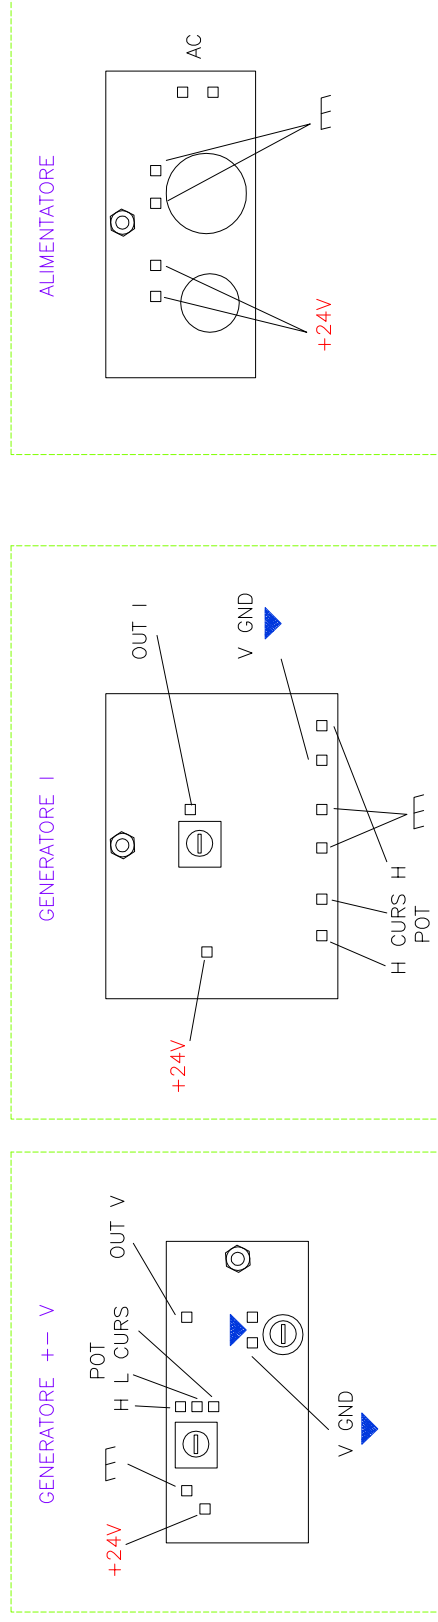 GENERATORE +− V
POT
H L CURS
OUT V
+24V
V GND
GENERATORE I
OUT I
V GND
+24V
H CURS H
POT
ALIMENTATORE
AC
+24V